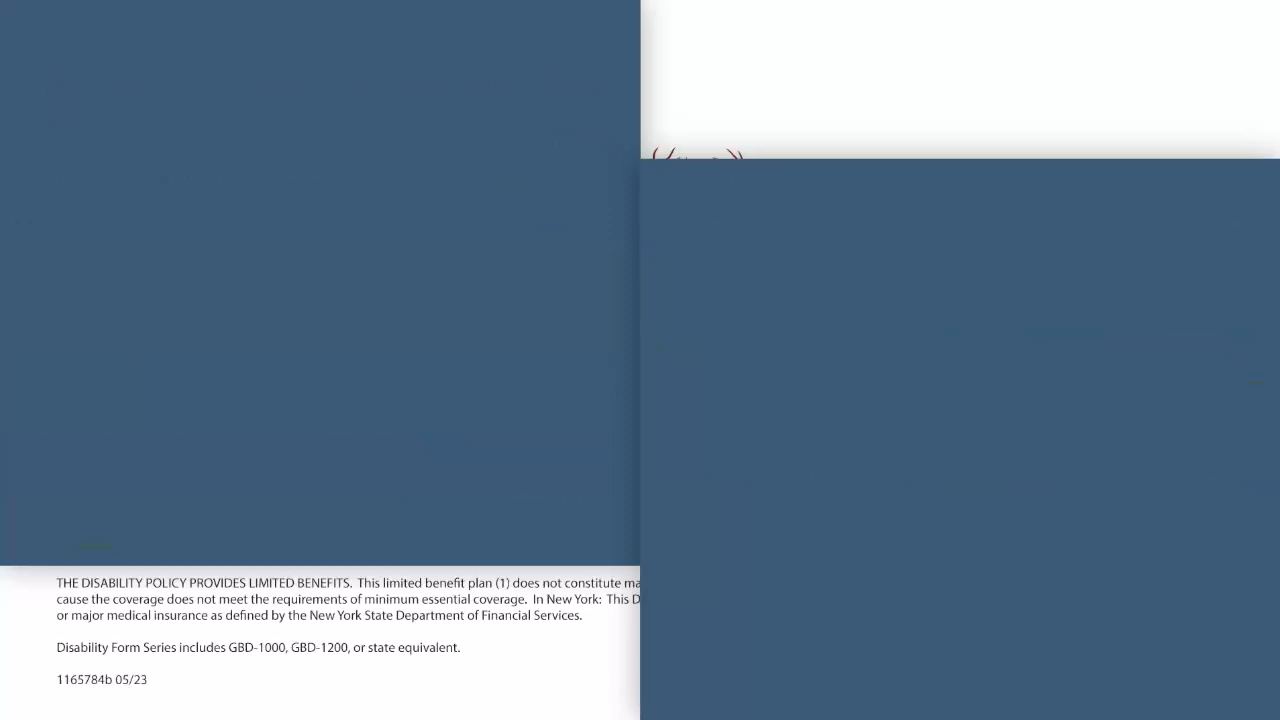 THE DISABILITY POLICY PROVIDES LIMITED BENEFITS. This limited benefit plan (1) does not constitute
cause the coverage does not meet the requirements of minimum essential coverage. In New York: This
or major medical insurance as defined by the New York State Department of Financial Services.
Disability Form Series includes GBD-1000, GBD-1200, or state equivalent.
1165784b 05/23